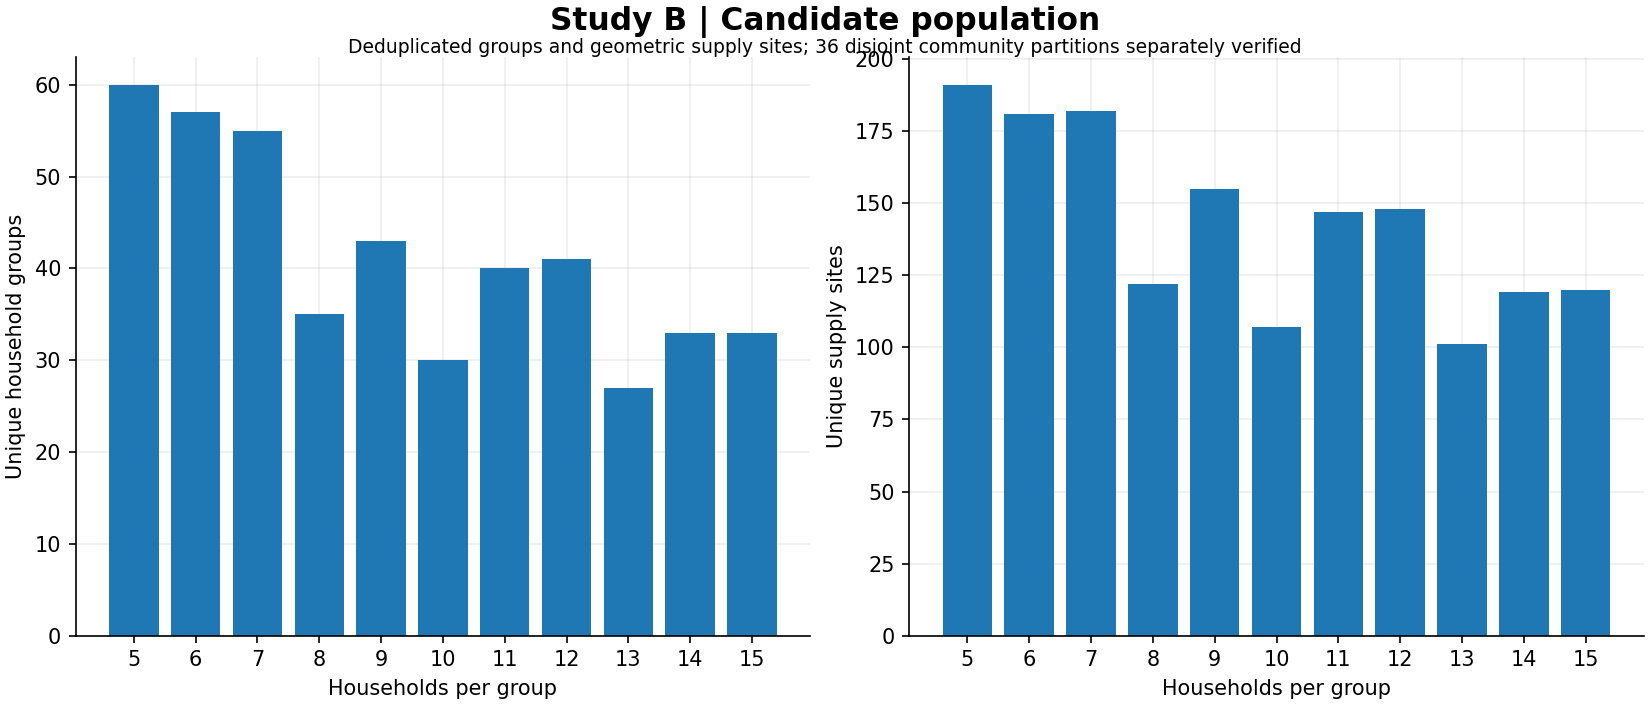 Study B | Candidate population
Deduplicated groups and geometric supply sites; 36 disjoint community partitions separately verified
Unique household groups
60
50
40
30
20
10
0
5 6 7 8 9 10 11 12 13 14 15
Households per group
Unique supply sites
200
175
150
125
100
75
50
25
0
5 6 7 8 9 10 11 12 13 14 15
Households per group